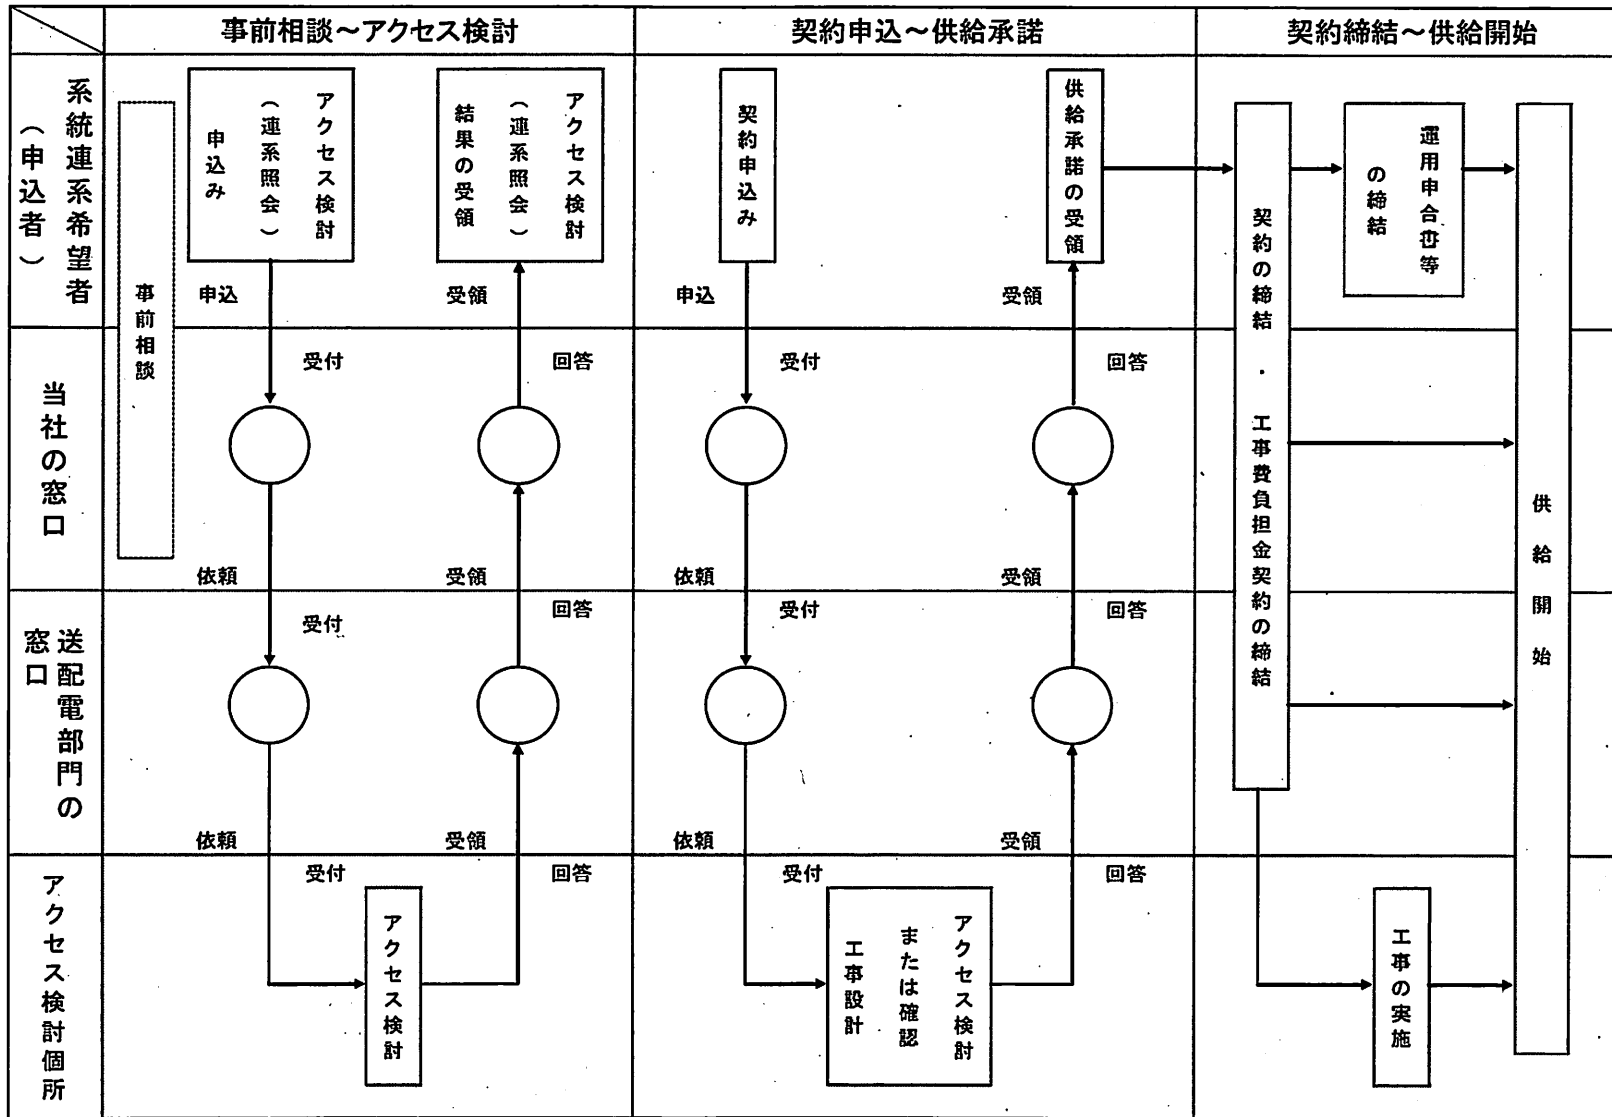 事前相談～アクセス検討
契約申込～供給承諾
契約締結～供給開始
系統連系希望者
（申込者）
事前相談
アクセス検討
（連系照会）
申込み
アクセス検討
（連系照会）
結果の受領
契約申込み
供給承諾の受領
契約の締結・工事費負担金契約の締結
運用申合書等
の締結
供給開始
申込
受領
申込
受領
当社の窓口
受付
回答
受付
回答
依頼
受領
依頼
受領
送配電部門の
窓口
受付
回答
受付
回答
依頼
受領
依頼
受領
アクセス検討個所
受付
回答
受付
回答
アクセス検討
アクセス検討
または確認
工事設計
工事の実施